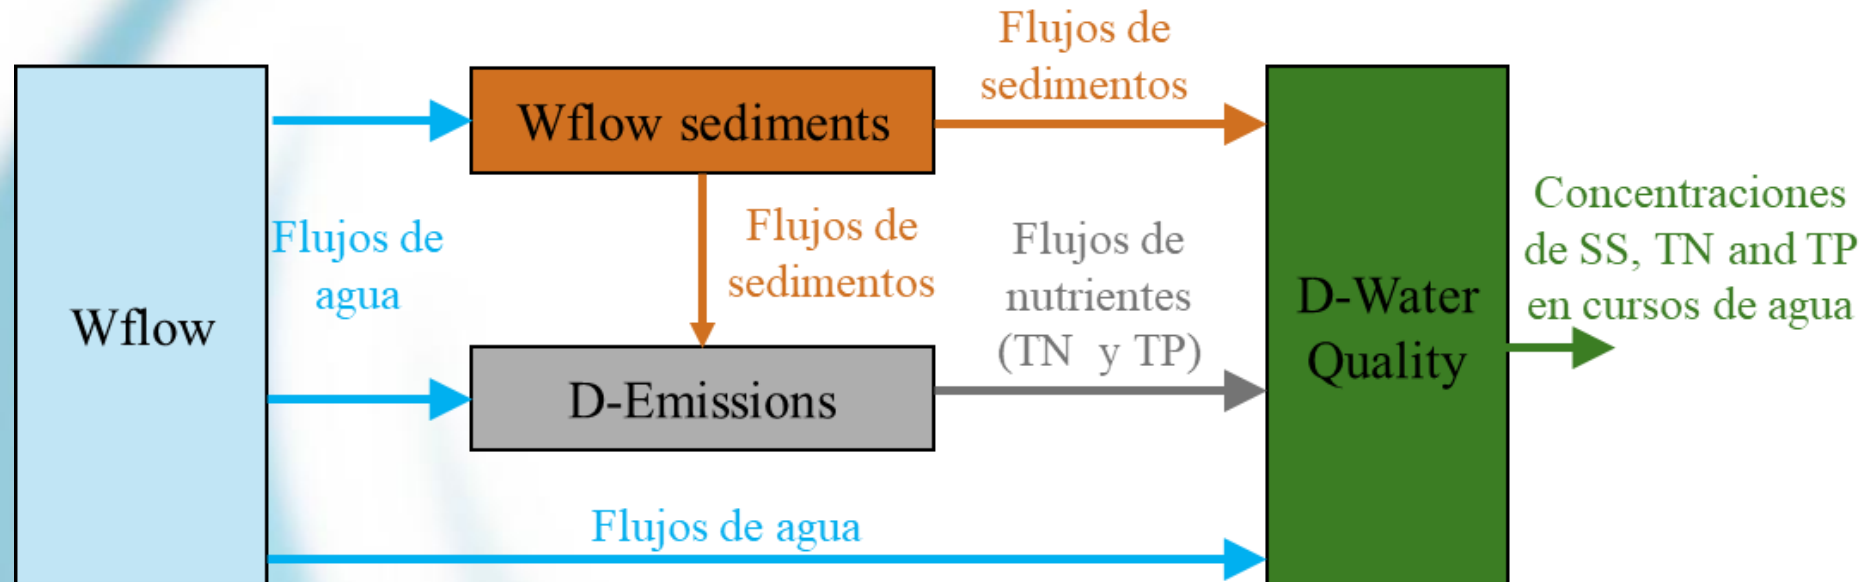 Wflow
Flujos de
agua
Wflow sediments
Flujos de
sedimentos
Flujos de
sedimentos
D-Emissions
Flujos de
nutrientes
(TN y TP)
Flujos de agua
D-Water
Quality
Concentraciones
de SS, TN and TP
en cursos de agua